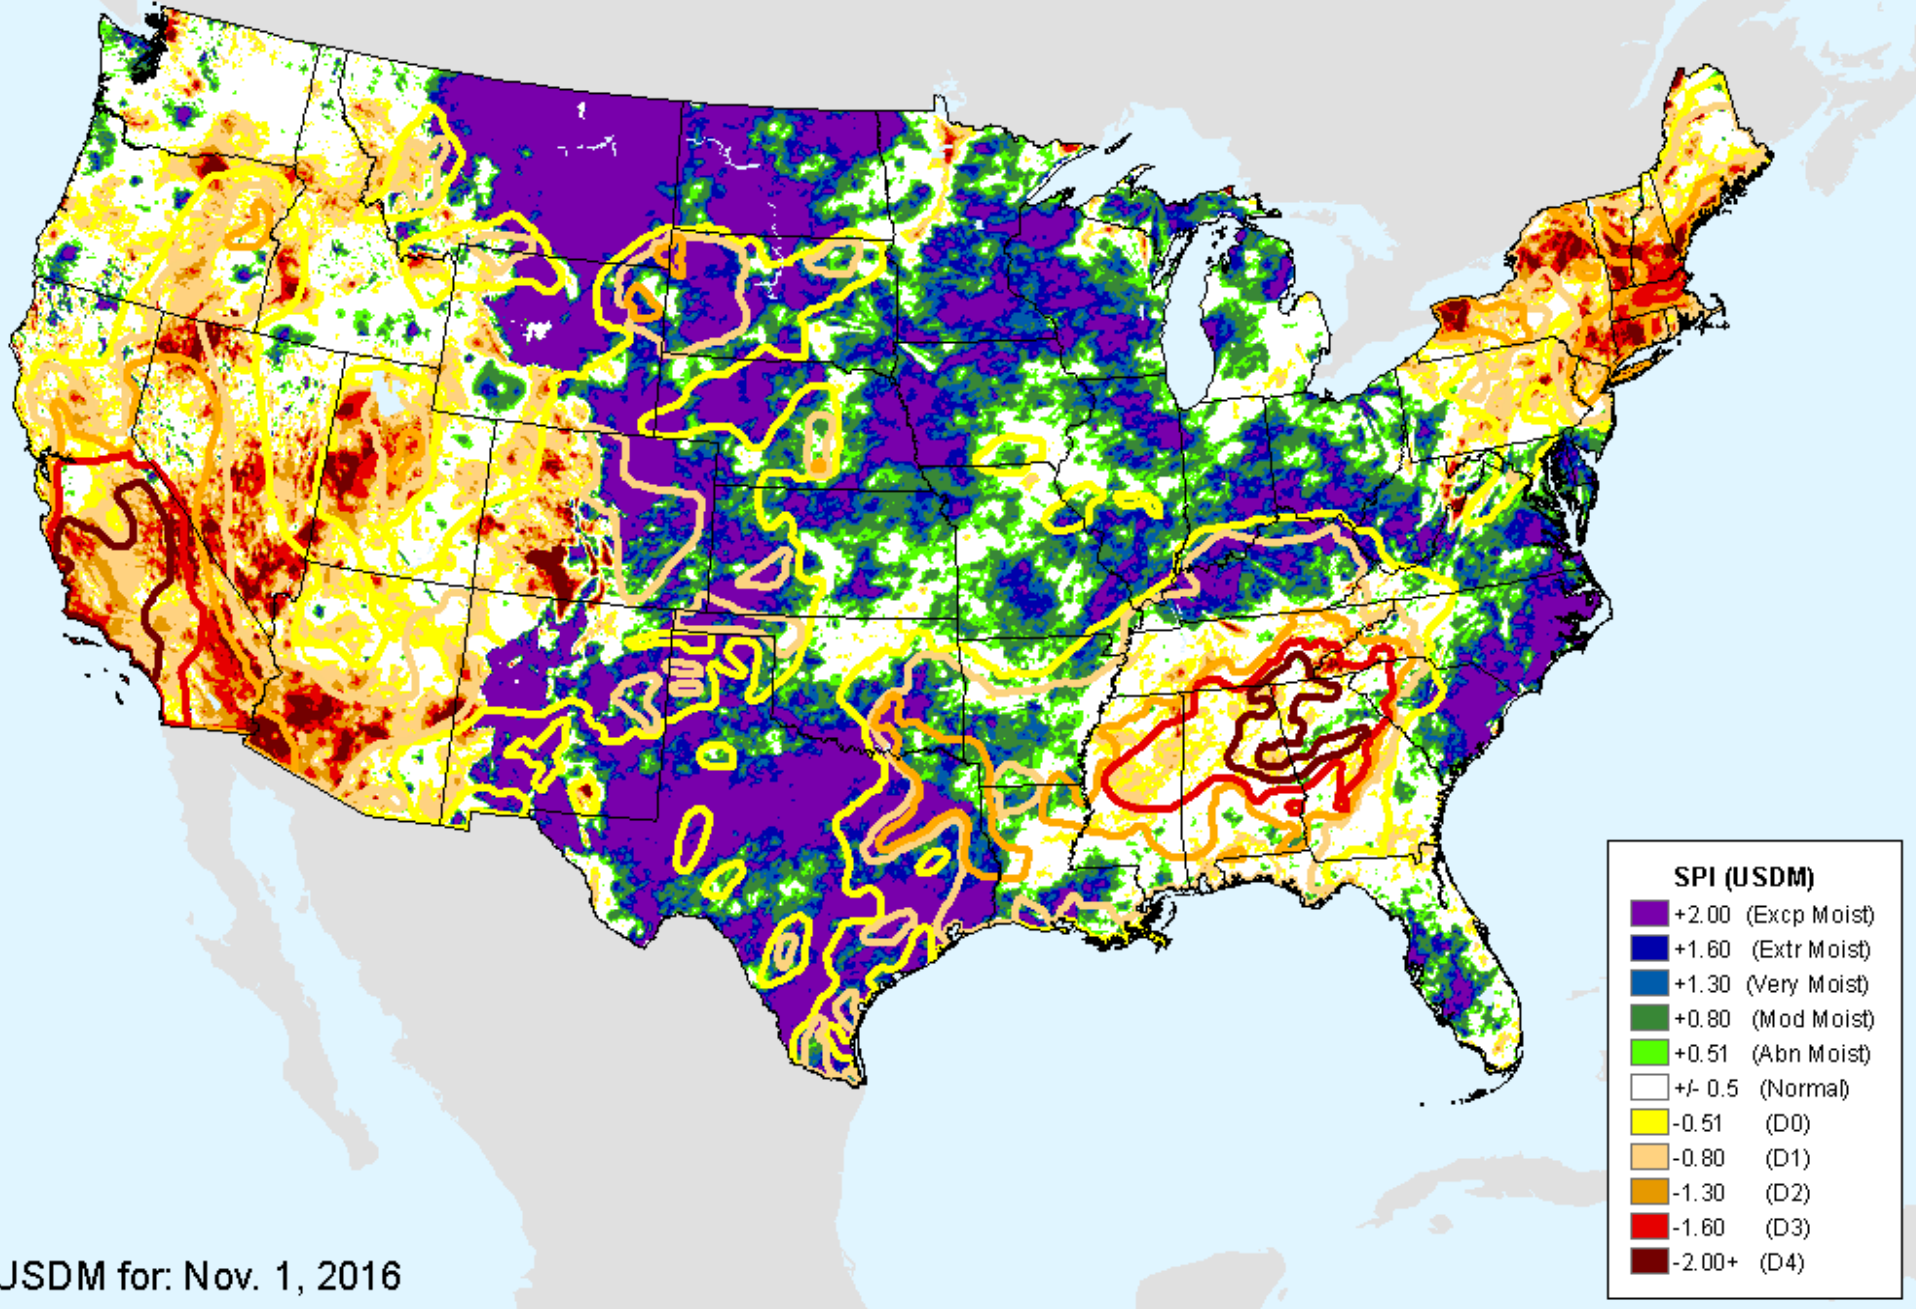 SPI (USDM)
+2.00 (Excp Moist)
+1.60 (Extr Moist)
+1.30 (Very Moist)
+0.80 (Mod Moist)
+0.51 (Abn Moist)
+/- 0.5 (Normal)
-0.51 (D0)
-0.80 (D1)
-1.30 (D2)
-1.60 (D3)
-2.00+ (D4)
USDM for: Nov. 1, 2016